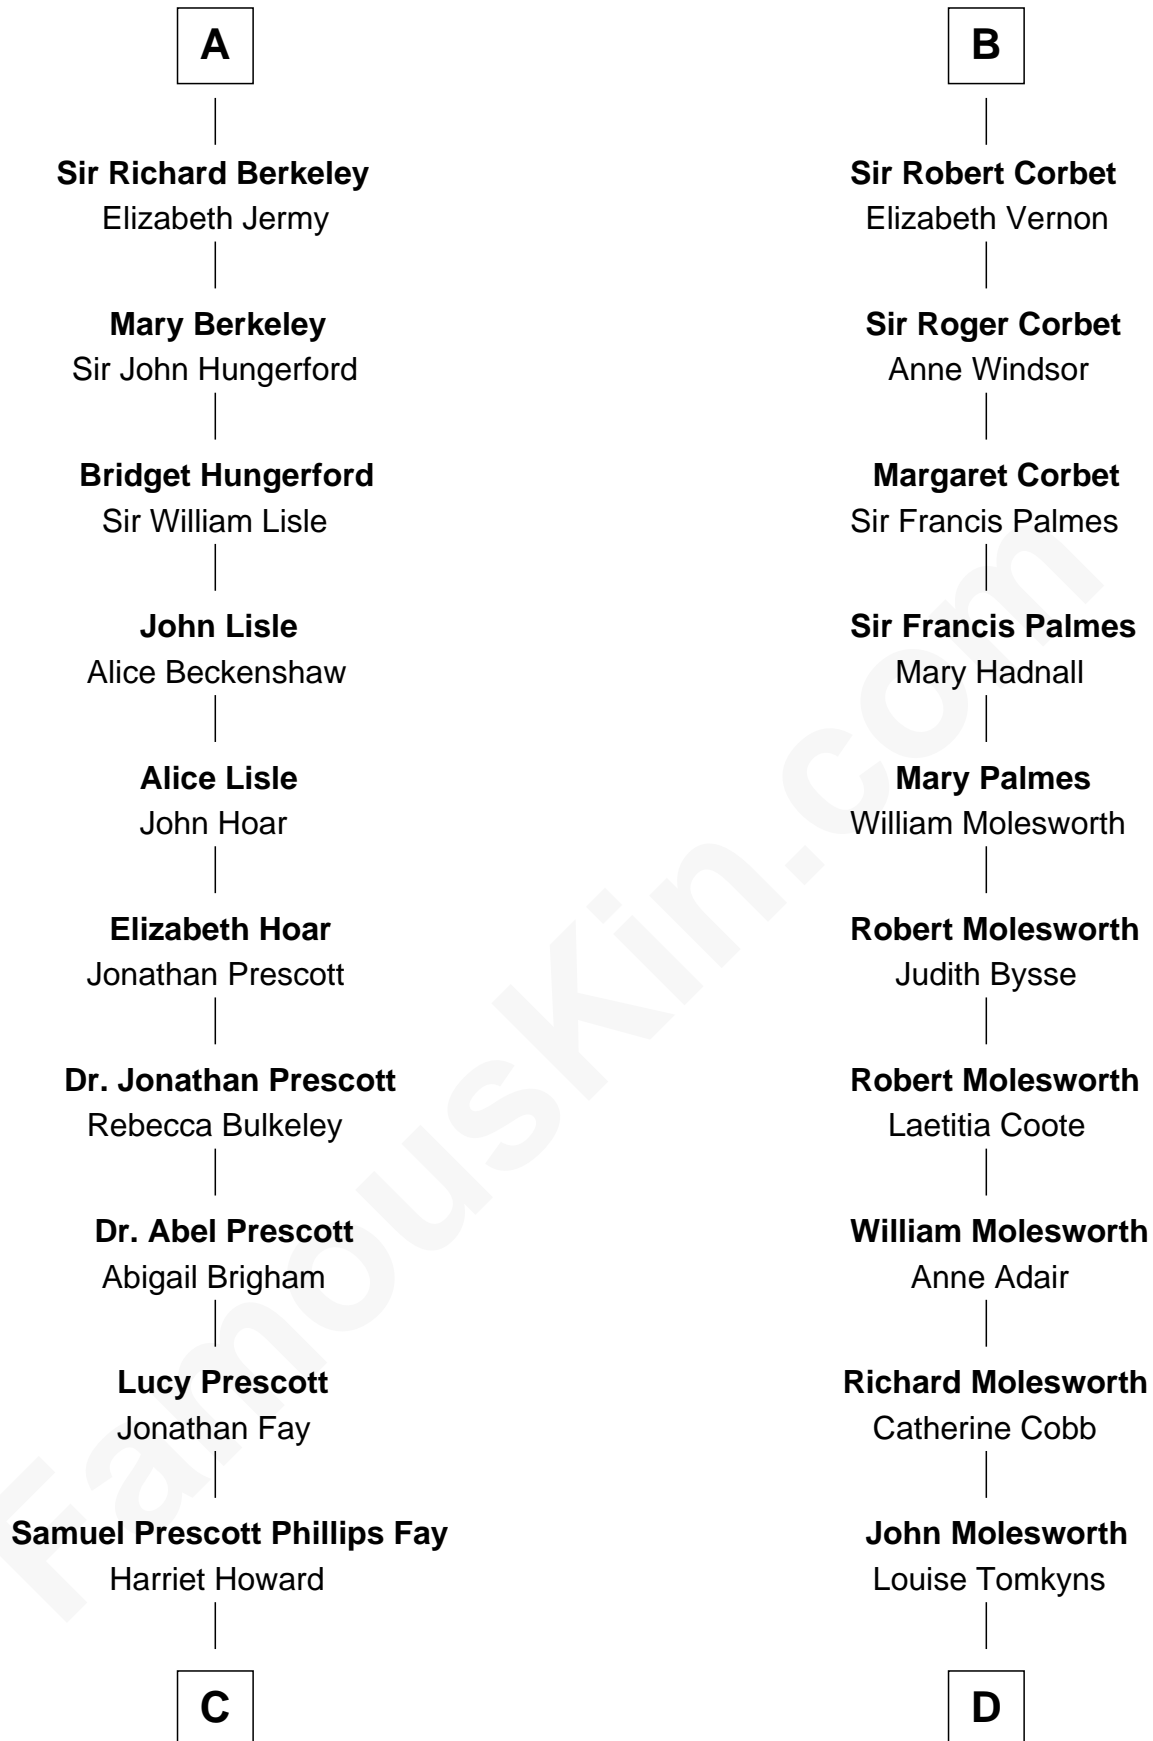 A
Sir Richard Berkeley
Elizabeth Jermy
Mary Berkeley
Sir John Hungerford
Bridget Hungerford
Sir William Lisle
John Lisle
Alice Beckenshaw
Alice Lisle
John Hoar
Elizabeth Hoar
Jonathan Prescott
Dr. Jonathan Prescott
Rebecca Bulkeley
Dr. Abel Prescott
Abigail Brigham
Lucy Prescott
Jonathan Fay
Samuel Prescott Phillips Fay
Harriet Howard
C
B
Sir Robert Corbet
Elizabeth Vernon
Sir Roger Corbet
Anne Windsor
Margaret Corbet
Sir Francis Palmes
Sir Francis Palmes
Mary Hadnall
Mary Palmes
William Molesworth
Robert Molesworth
Judith Bysse
Robert Molesworth
Laetitia Coote
William Molesworth
Anne Adair
Richard Molesworth
Catherine Cobb
John Molesworth
Louise Tomkyns
D
FamousKin.com